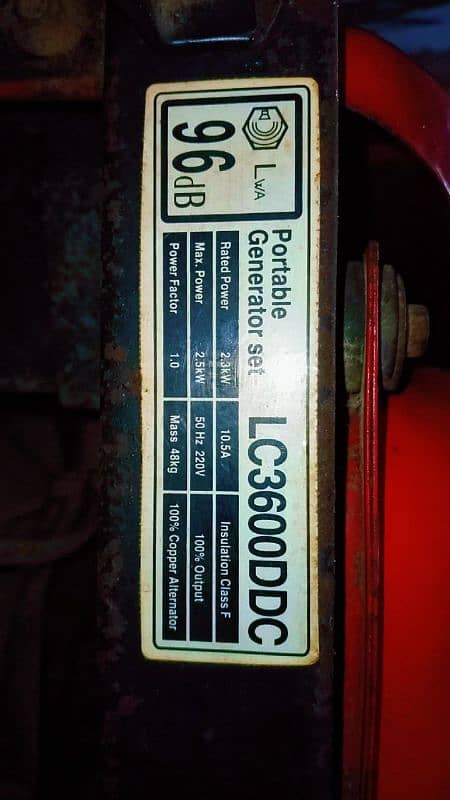 LWA
96dB
Portable
Generator set LC3600DDC
Rated Power 2.3kW 10.5A Insulation Class F
Max. Power 2.5kW 50 Hz 220V 100% Output
Power Factor 1.0 Mass 48kg 100% Copper Alternator